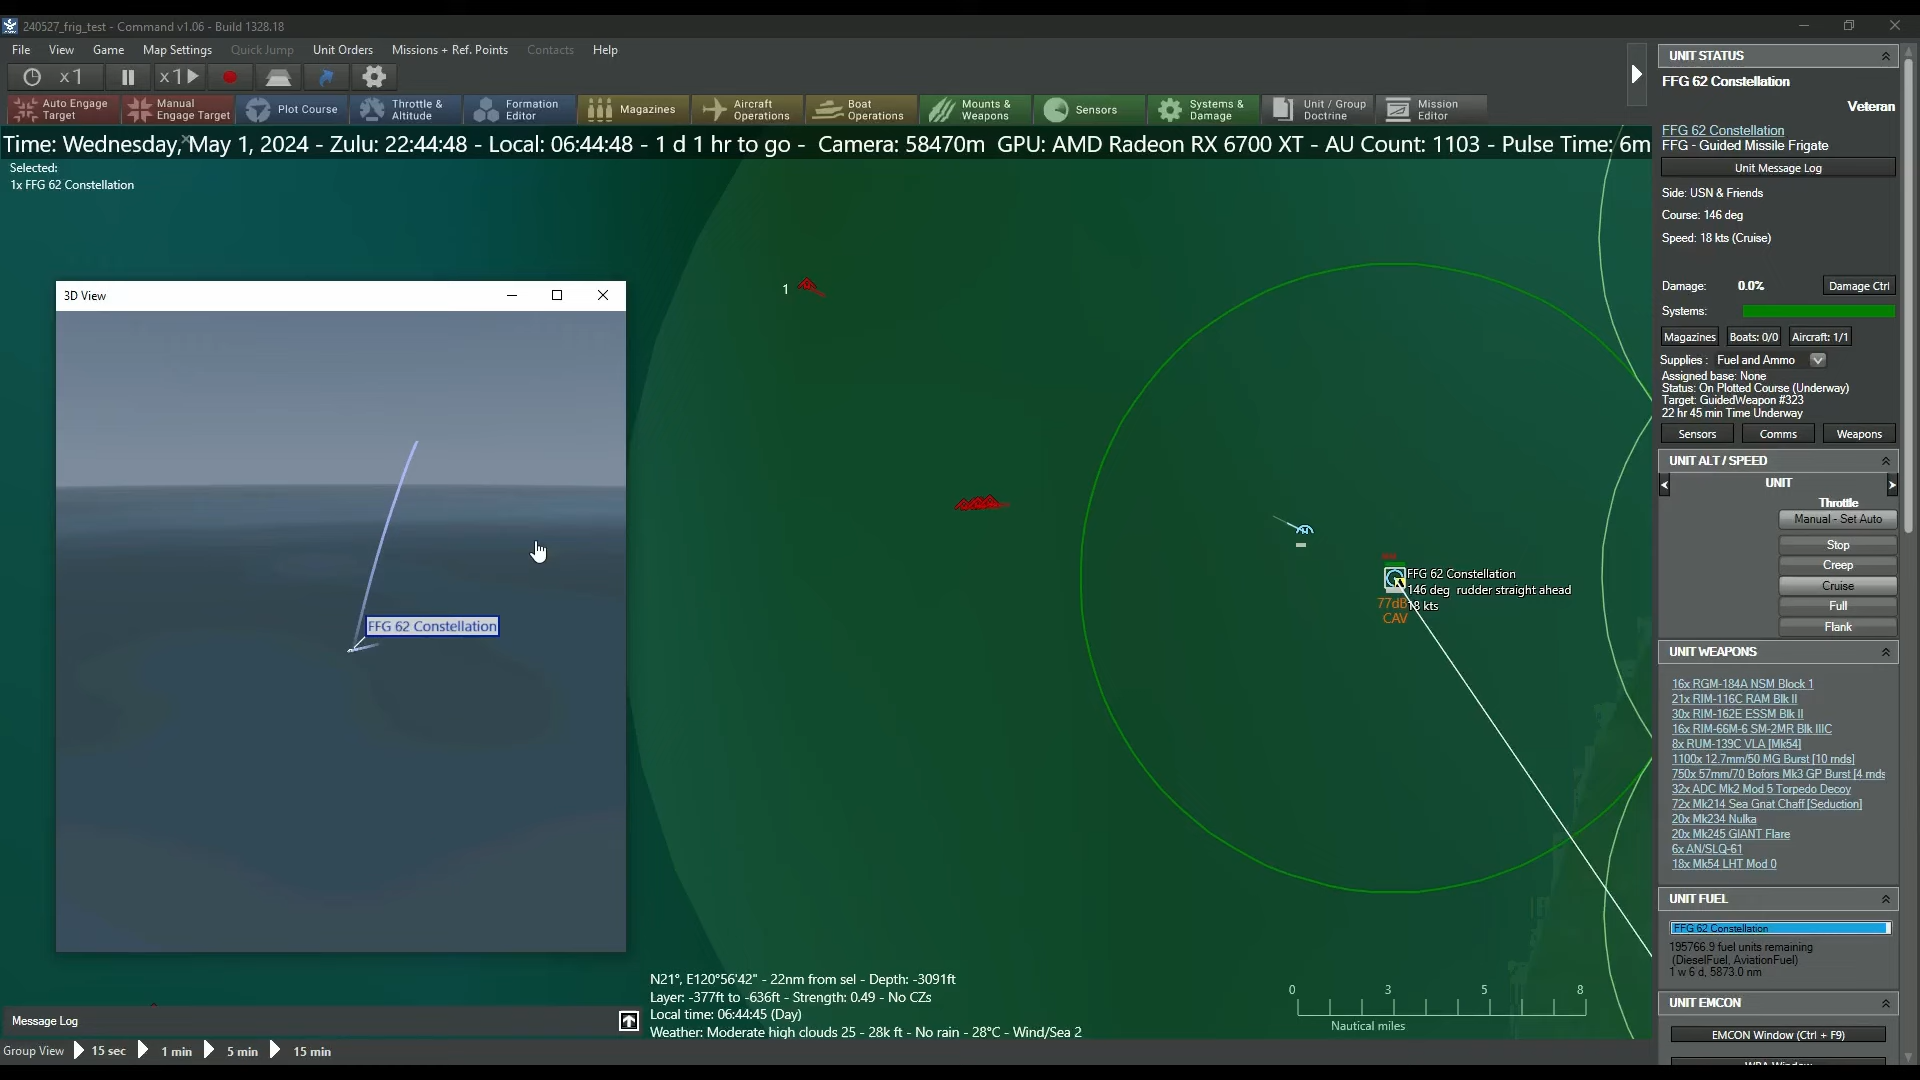 240527_frig_test - Command v1.06 - Build 1328.18
File View Game Map Settings Quick Jump Unit Orders Missions + Ref. Points Contacts Help
x1 x1
Auto Engage Target
Manual Engage Target
Plot Course
Throttle & Altitude
Formation Editor
Magazines
Aircraft Operations
Boat Operations
Mounts & Weapons
Sensors
Systems & Damage
Unit / Group Doctrine
Mission Editor
Time: Wednesday, May 1, 2024 - Zulu: 22:44:48 - Local: 06:44:48 - 1 d 1 hr to go - Camera: 58470m GPU: AMD Radeon RX 6700 XT - AU Count: 1103 - Pulse Time: 6m
Selected:
1x FFG 62 Constellation
3D View
FFG 62 Constellation
1
FFG 62 Constellation
146 deg rudder straight ahead
18 kts
77dB
CAV
N21°, E120°56'42" - 22nm from sel - Depth: -3091ft
Layer: -377ft to -636ft - Strength: 0.49 - No CZs
Local time: 06:44:45 (Day)
Weather: Moderate high clouds 25 - 28k ft - No rain - 28°C - Wind/Sea 2
0 3 5 8
Nautical miles
Message Log
Group View 15 sec 1 min 5 min 15 min
UNIT STATUS
FFG 62 Constellation
Veteran
FFG 62 Constellation
FFG - Guided Missile Frigate
Unit Message Log
Side: USN & Friends
Course: 146 deg
Speed: 18 kts (Cruise)
Damage: 0.0% Damage Ctrl
Systems:
Magazines Boats: 0/0 Aircraft: 1/1
Supplies : Fuel and Ammo
Assigned base: None
Status: On Plotted Course (Underway)
Target: GuidedWeapon #323
22 hr 45 min Time Underway
Sensors Comms Weapons
UNIT ALT / SPEED
UNIT
Throttle
Manual - Set Auto
Stop
Creep
Cruise
Full
Flank
UNIT WEAPONS
16x RGM-184A NSM Block 1
21x RIM-116C RAM Blk II
30x RIM-162E ESSM Blk II
16x RIM-66M-6 SM-2MR Blk IIIC
8x RUM-139C VLA [Mk54]
1100x 12.7mm/50 MG Burst [10 rnds]
750x 57mm/70 Bofors Mk3 GP Burst [4 rnds
32x ADC Mk2 Mod 5 Torpedo Decoy
72x Mk214 Sea Gnat Chaff [Seduction]
20x Mk234 Nulka
20x Mk245 GIANT Flare
6x AN/SLQ-61
18x Mk54 LHT Mod 0
UNIT FUEL
FFG 62 Constellation
195766.9 fuel units remaining
(DieselFuel, AviationFuel)
1 w 6 d, 5873.0 nm
UNIT EMCON
EMCON Window (Ctrl + F9)